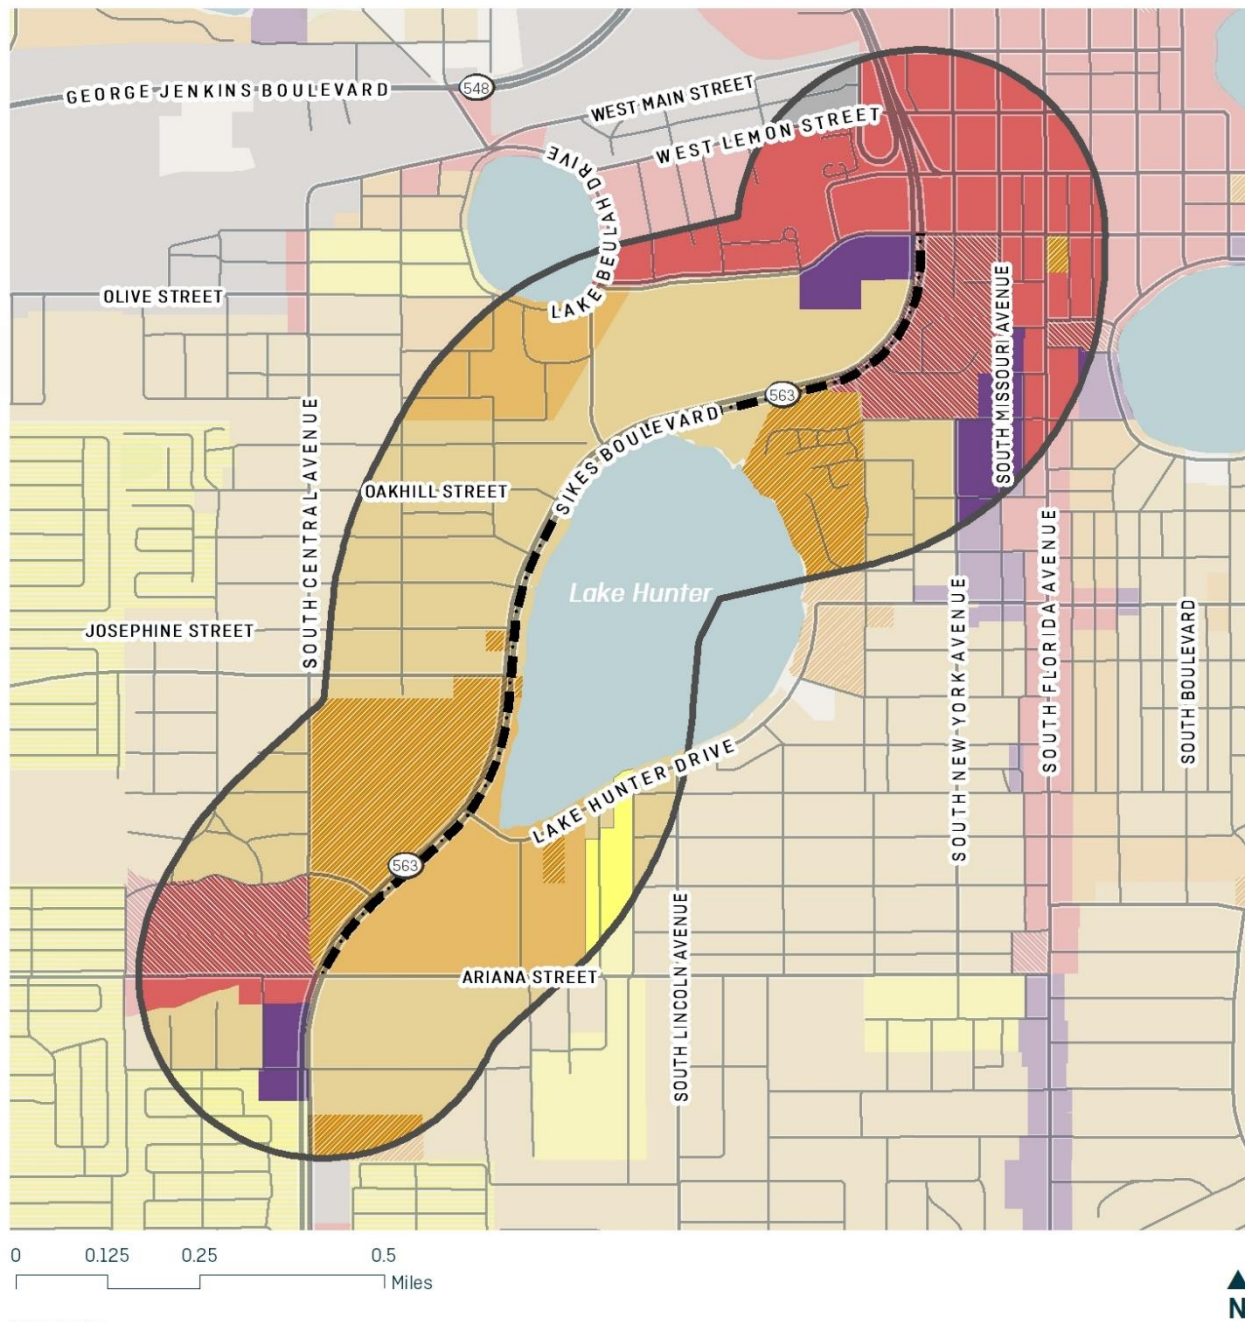 GEORGE JENKINS BOULEVARD
548
WEST MAIN STREET
WEST LEMON STREET
LAKE BEULAH DRIVE
OLIVE STREET
SOUTH MISSOURI AVENUE
563
SIKES BOULEVARD
SOUTH CENTRAL AVENUE
OAKHILL STREET
Lake Hunter
JOSEPHINE STREET
SOUTH NEW YORK AVENUE
SOUTH FLORIDA AVENUE
SOUTH BOULEVARD
LAKE HUNTER DRIVE
563
SOUTH LINCOLN AVENUE
ARIANA STREET
0 0.125 0.25 0.5
Miles
N